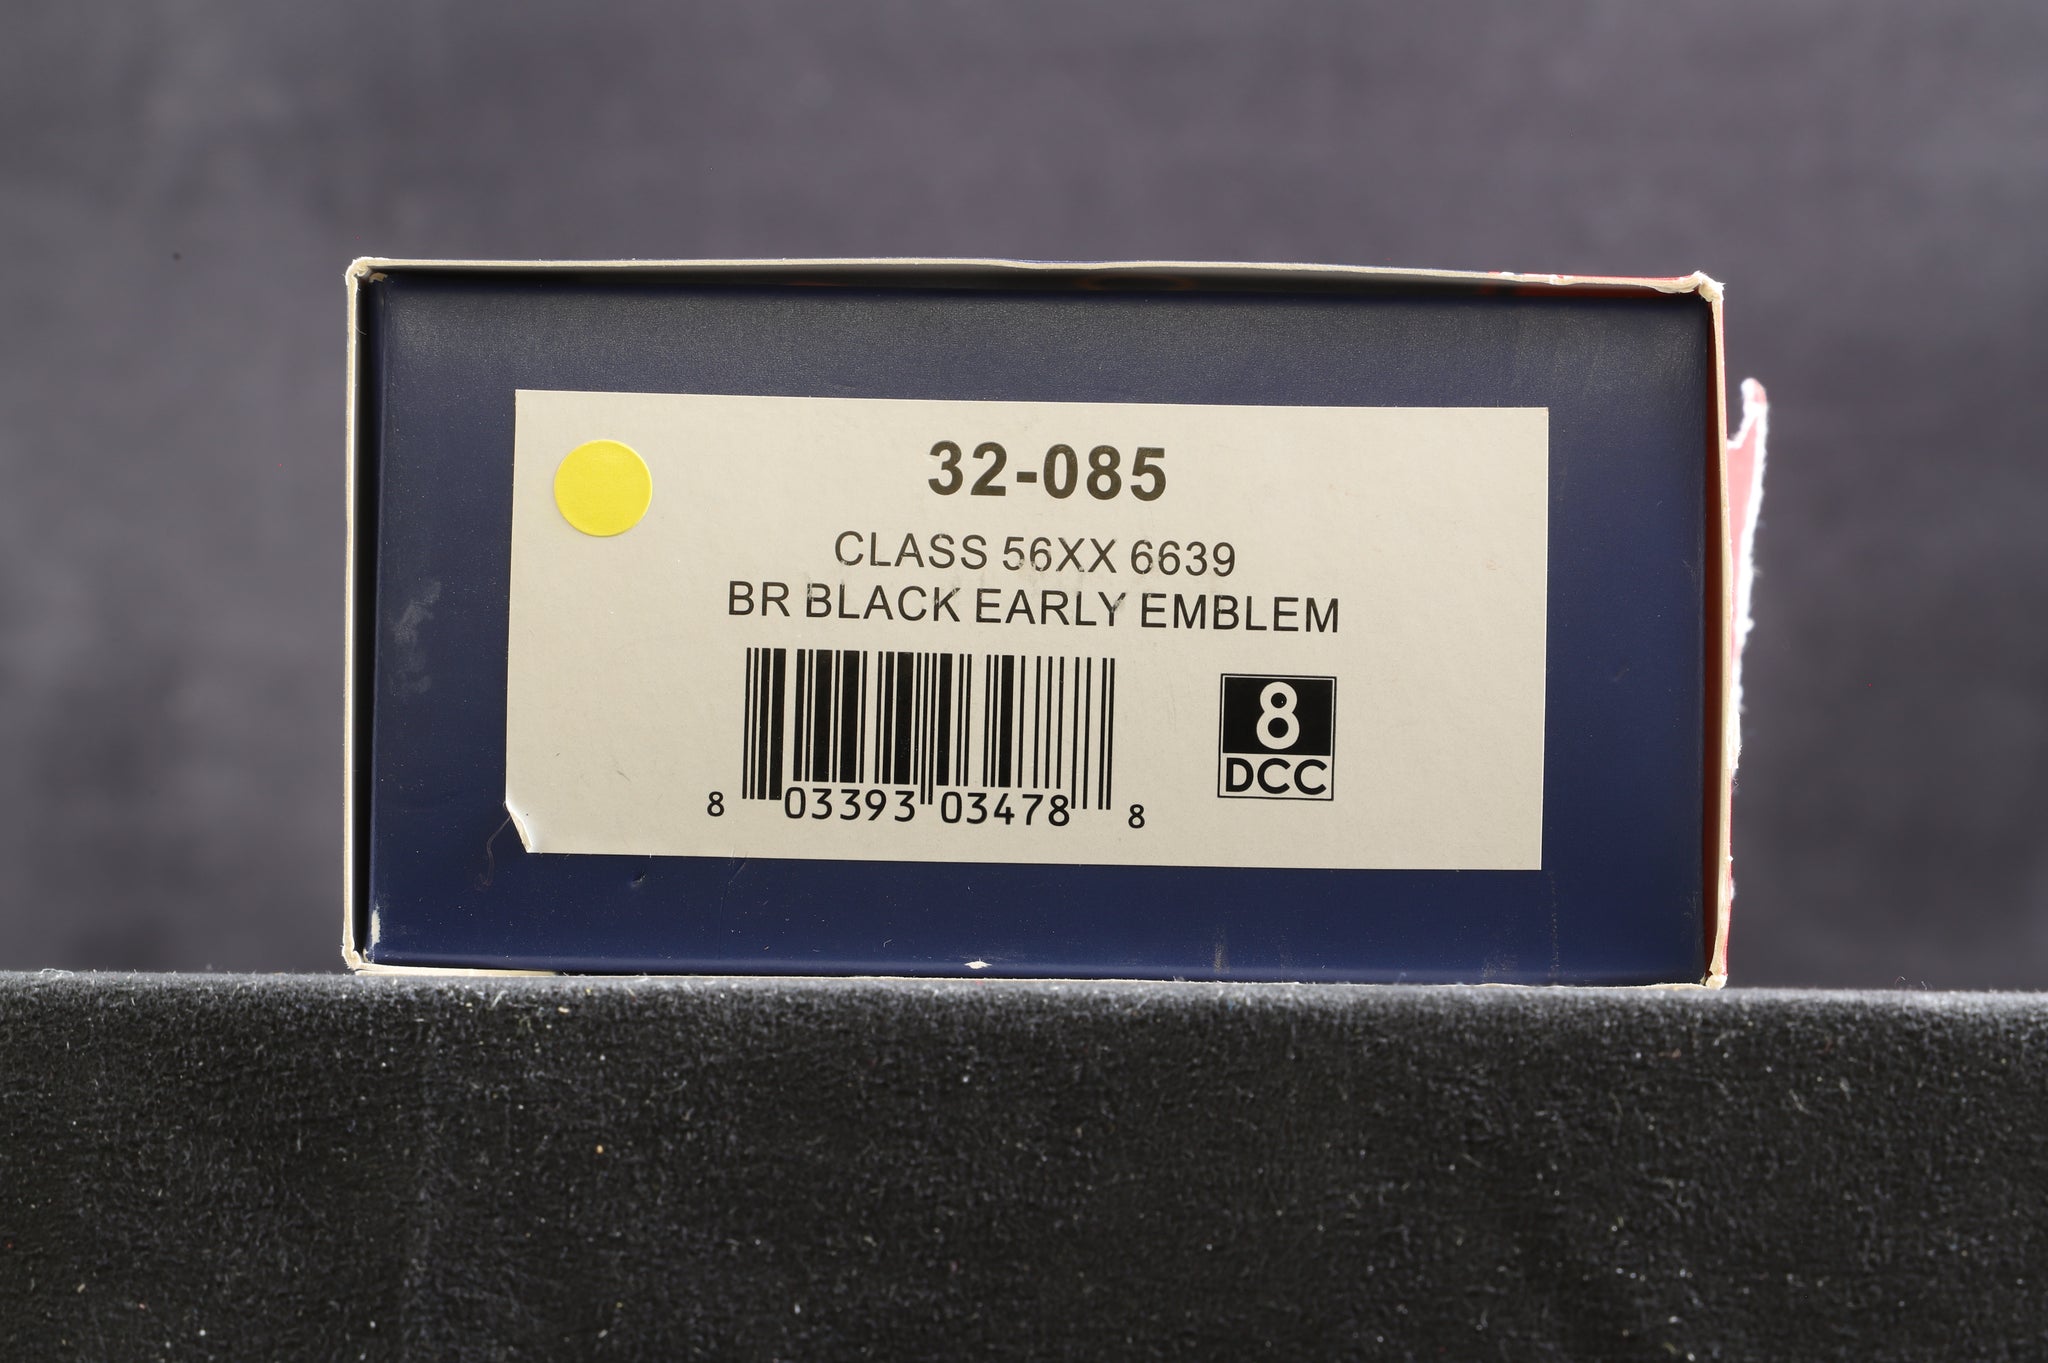 32-085
CLASS 56XX 6639
BR BLACK EARLY EMBLEM
8 03393 03478 8
8
DCC